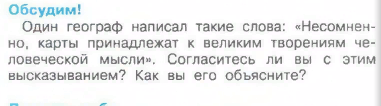 Обсудим!
Один географ написал такие слова: «Несомнен-
но, карты принадлежат к великим творениям че-
ловеческой мысли». Согласитесь ли вы с этим
высказыванием? Как вы его объясните?